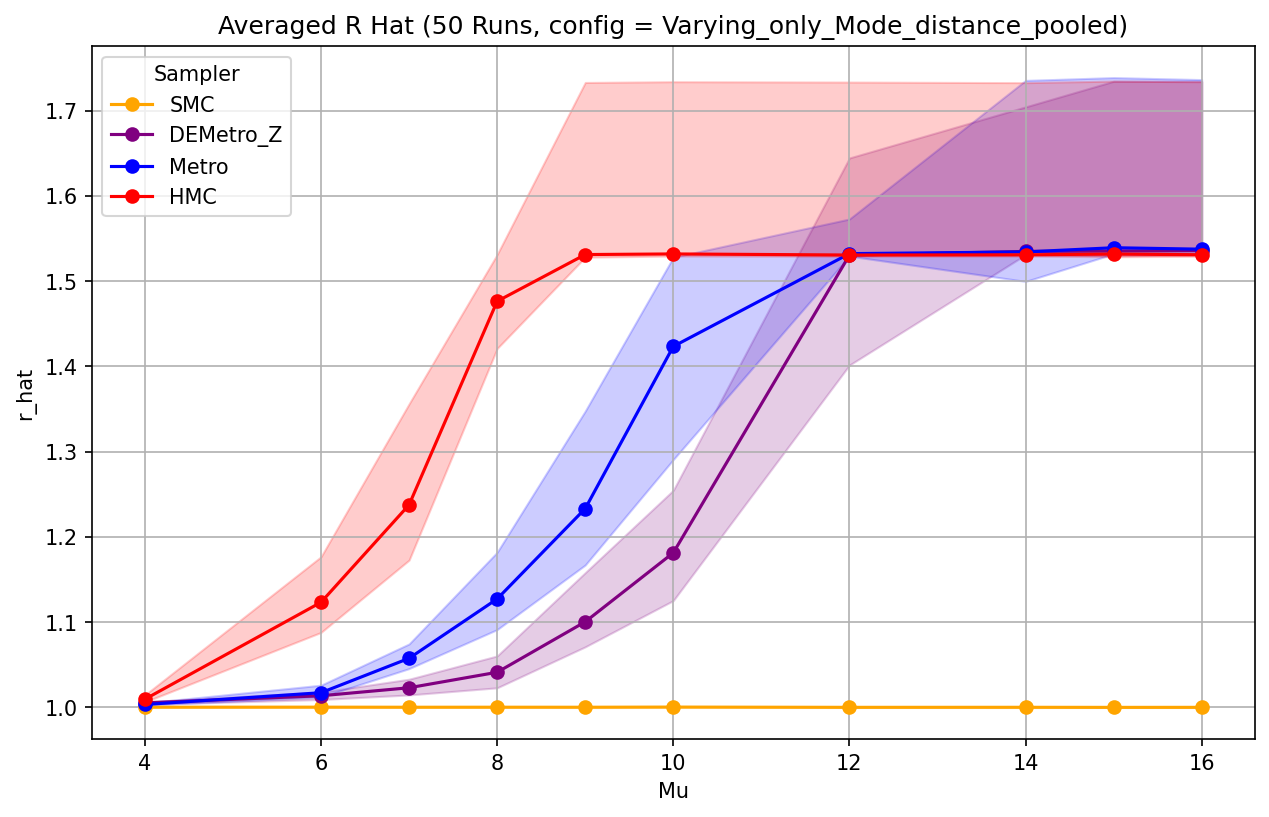 Averaged R Hat (50 Runs, config = Varying_only_Mode_distance_pooled)
Sampler
SMC
DEMetro_Z
Metro
HMC
1.7
1.6
1.5
1.4
1.3
1.2
1.1
1.0
r_hat
4 6 8 10 12 14 16
Mu